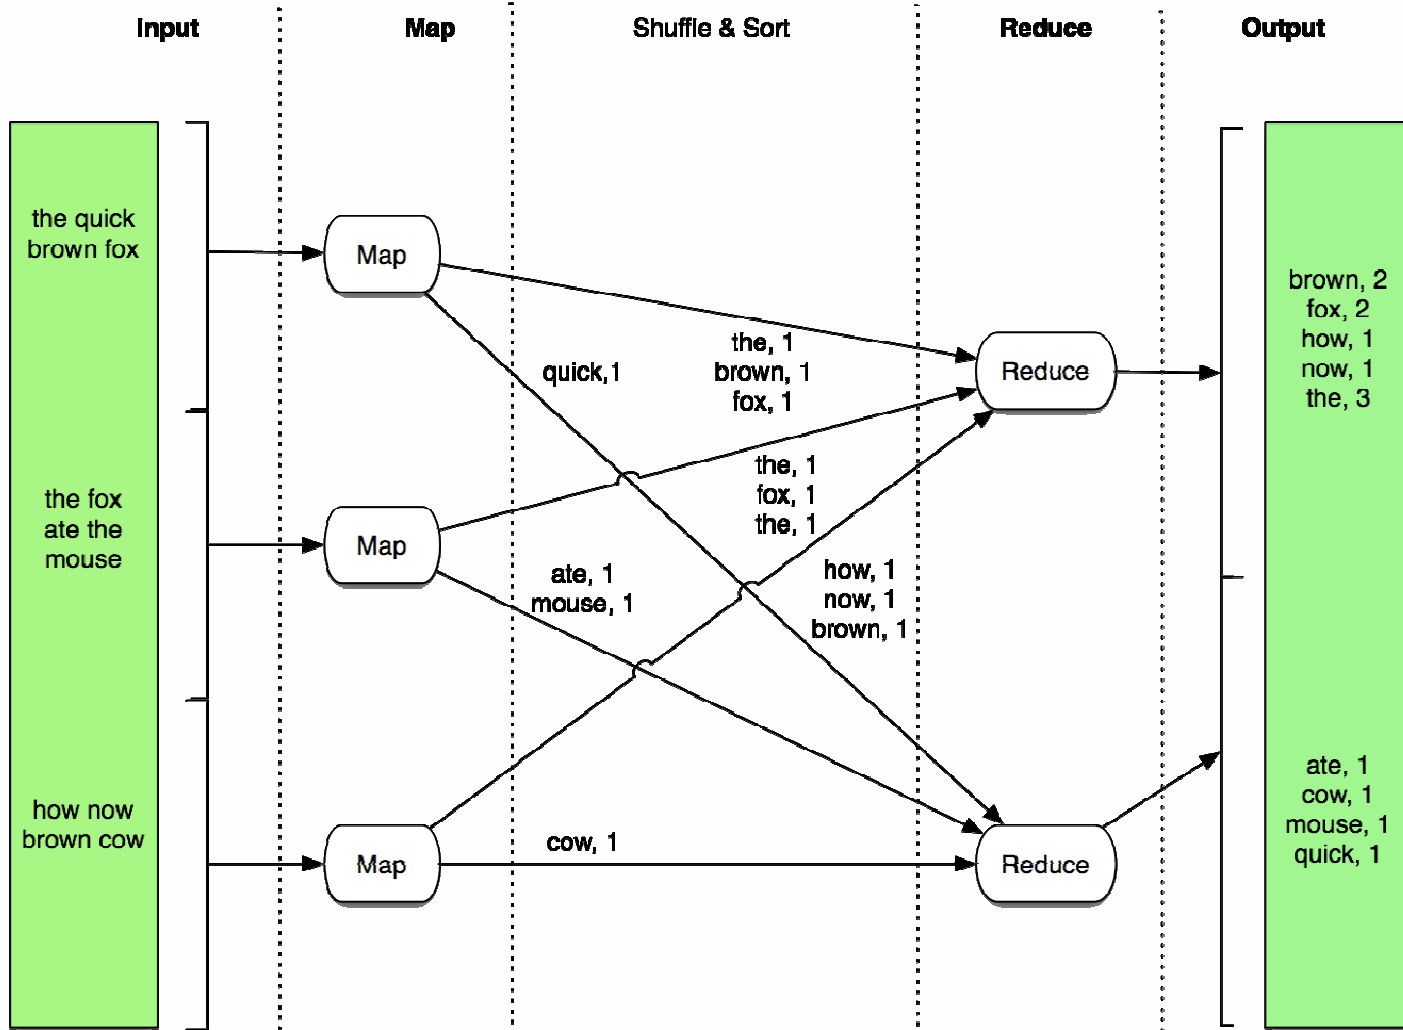 Input
Map
Shuffle & Sort
Reduce
Output
the quick
brown fox
Map
the, 1
brown, 1
fox, 1
quick,1
Reduce
brown, 2
fox, 2
how, 1
now, 1
the, 3
the fox
ate the
mouse
Map
the, 1
fox, 1
the, 1
ate, 1
mouse, 1
how, 1
now, 1
brown, 1
how now
brown cow
Map
cow, 1
Reduce
ate, 1
cow, 1
mouse, 1
quick, 1